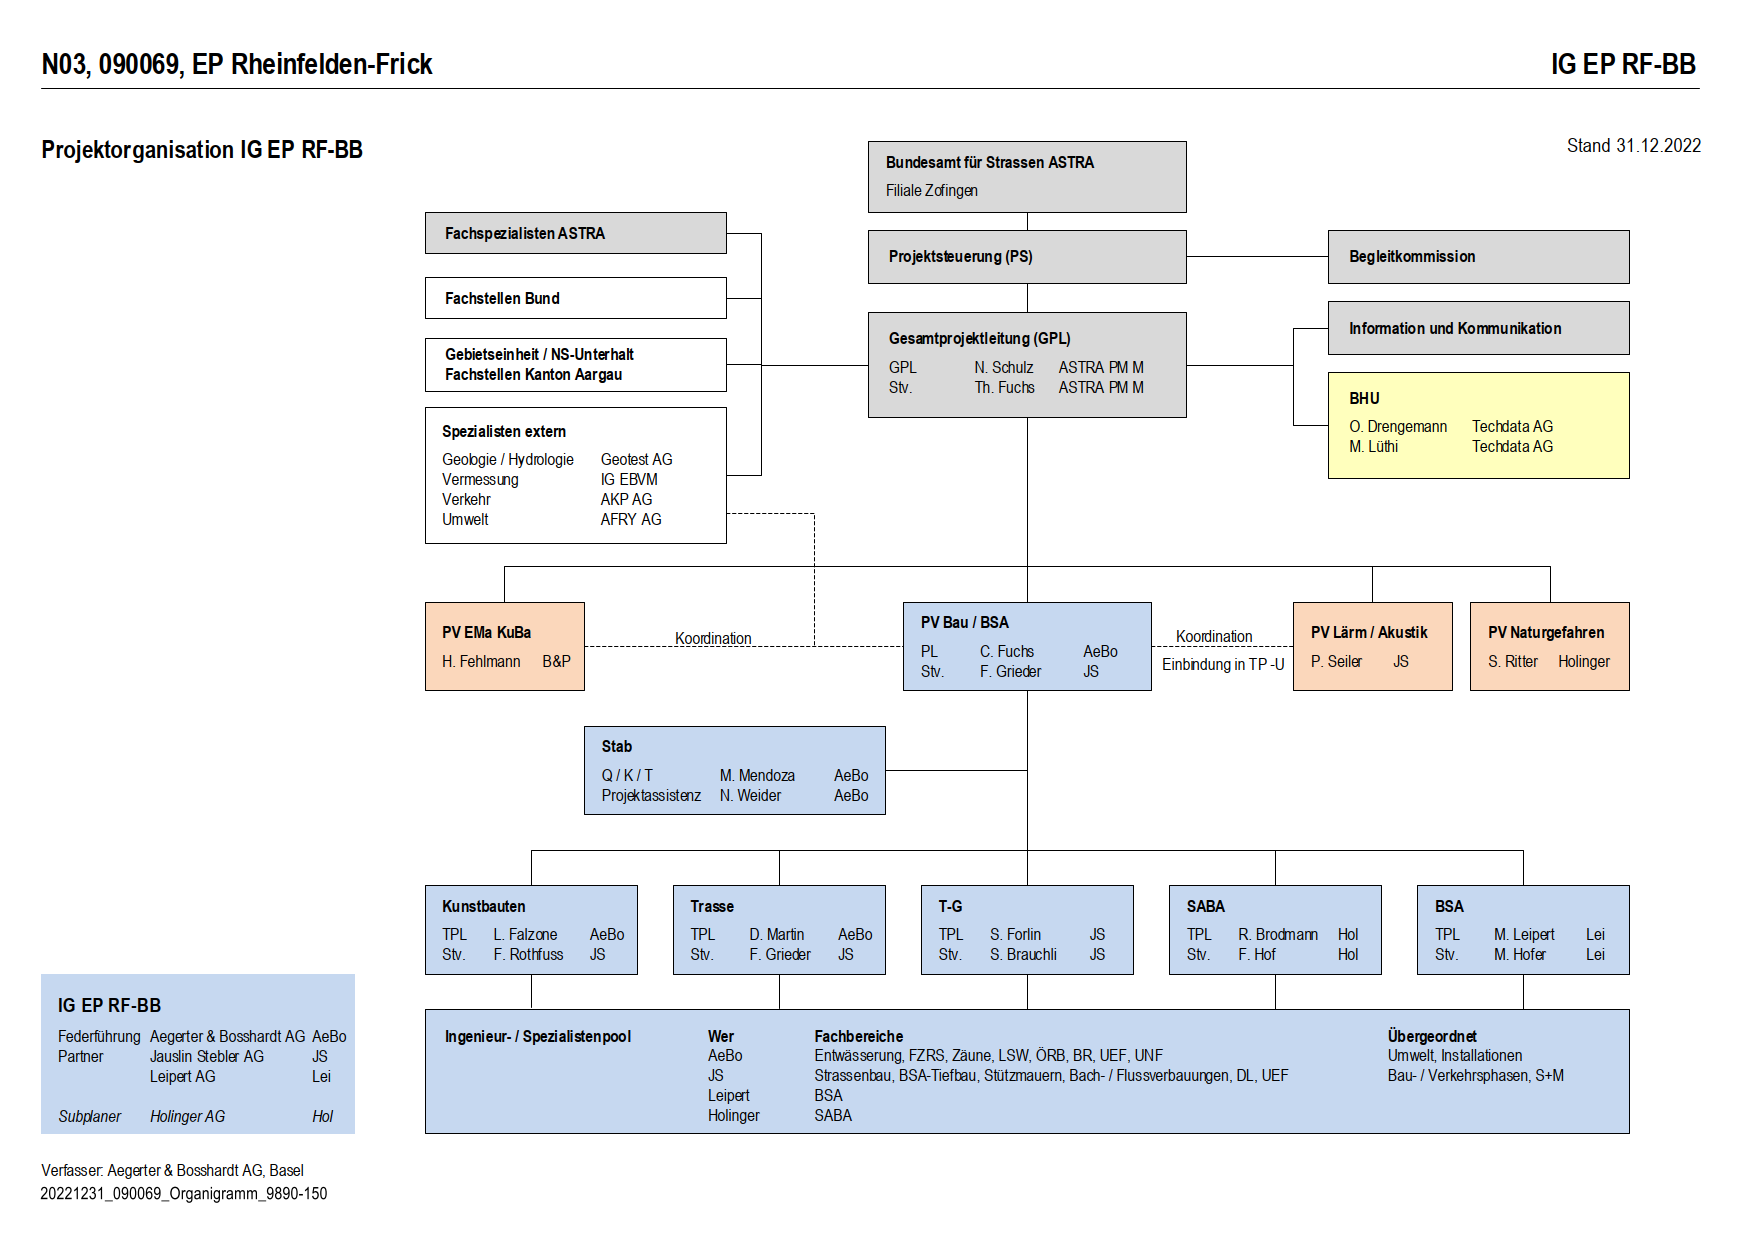 N03, 090069, EP Rheinfelden-Frick
IG EP RF-BB
Projektorganisation IG EP RF-BB
Stand 31.12.2022
Bundesamt für Strassen ASTRA
Filiale Zofingen
Fachspezialisten ASTRA
Projektsteuerung (PS)
Begleitkommission
Fachstellen Bund
Gesamtprojektleitung (GPL)
GPL N. Schulz ASTRA PM M
Stv. Th. Fuchs ASTRA PM M
Information und Kommunikation
Gebietseinheit / NS-Unterhalt
Fachstellen Kanton Aargau
BHU
O. Drengemann Techdata AG
M. Lüthi Techdata AG
Spezialisten extern
Geologie / Hydrologie Geotest AG
Vermessung IG EBVM
Verkehr AKP AG
Umwelt AFRY AG
PV EMa KuBa
H. Fehlmann B&P
Koordination
PV Bau / BSA
PL C. Fuchs AeBo
Stv. F. Grieder JS
Koordination
Einbindung in TP -U
PV Lärm / Akustik
P. Seiler JS
PV Naturgefahren
S. Ritter Holinger
Stab
Q / K / T M. Mendoza AeBo
Projektassistenz N. Weider AeBo
Kunstbauten
TPL L. Falzone AeBo
Stv. F. Rothfuss JS
Trasse
TPL D. Martin AeBo
Stv. F. Grieder JS
T-G
TPL S. Forlin JS
Stv. S. Brauchli JS
SABA
TPL R. Brodmann Hol
Stv. F. Hof Hol
BSA
TPL M. Leipert Lei
Stv. M. Hofer Lei
IG EP RF-BB
Federführung Aegerter & Bosshardt AG AeBo
Partner Jauslin Stebler AG JS
Leipert AG Lei
Subplaner Holinger AG Hol
Ingenieur- / Spezialistenpool Wer Fachbereiche Übergeordnet
AeBo Entwässerung, FZRS, Zäune, LSW, ÖRB, BR, UEF, UNF Umwelt, Installationen
JS Strassenbau, BSA-Tiefbau, Stützmauern, Bach- / Flussverbauungen, DL, UEF Bau- / Verkehrsphasen, S+M
Leipert BSA
Holinger SABA
Verfasser: Aegerter & Bosshardt AG, Basel
20221231_090069_Organigramm_9890-150